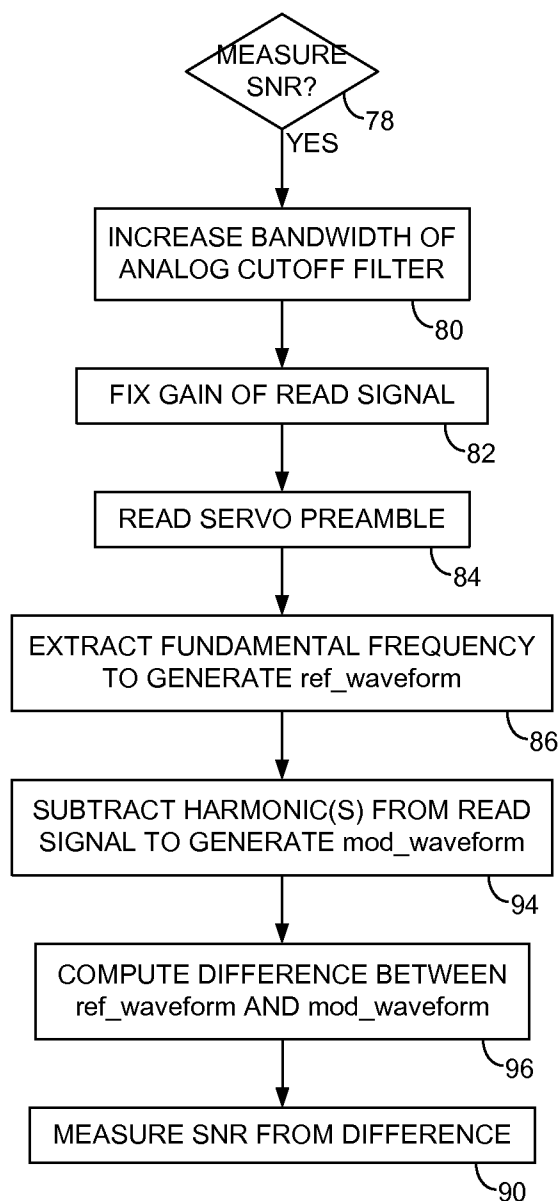 MEASURE
SNR?
78
YES
INCREASE BANDWIDTH OF
ANALOG CUTOFF FILTER
80
FIX GAIN OF READ SIGNAL
82
READ SERVO PREAMBLE
84
EXTRACT FUNDAMENTAL FREQUENCY
TO GENERATE ref_waveform
86
SUBTRACT HARMONIC(S) FROM READ
SIGNAL TO GENERATE mod_waveform
94
COMPUTE DIFFERENCE BETWEEN
ref_waveform AND mod_waveform
96
MEASURE SNR FROM DIFFERENCE
90